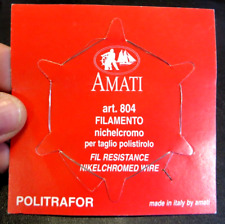 AMATI
art. 804
FILAMENTO
nichelcromo
per taglio polistirolo
FIL RESISTANCE
NIKELCHROMED WIRE
POLITRAFOR
made in italy by amati